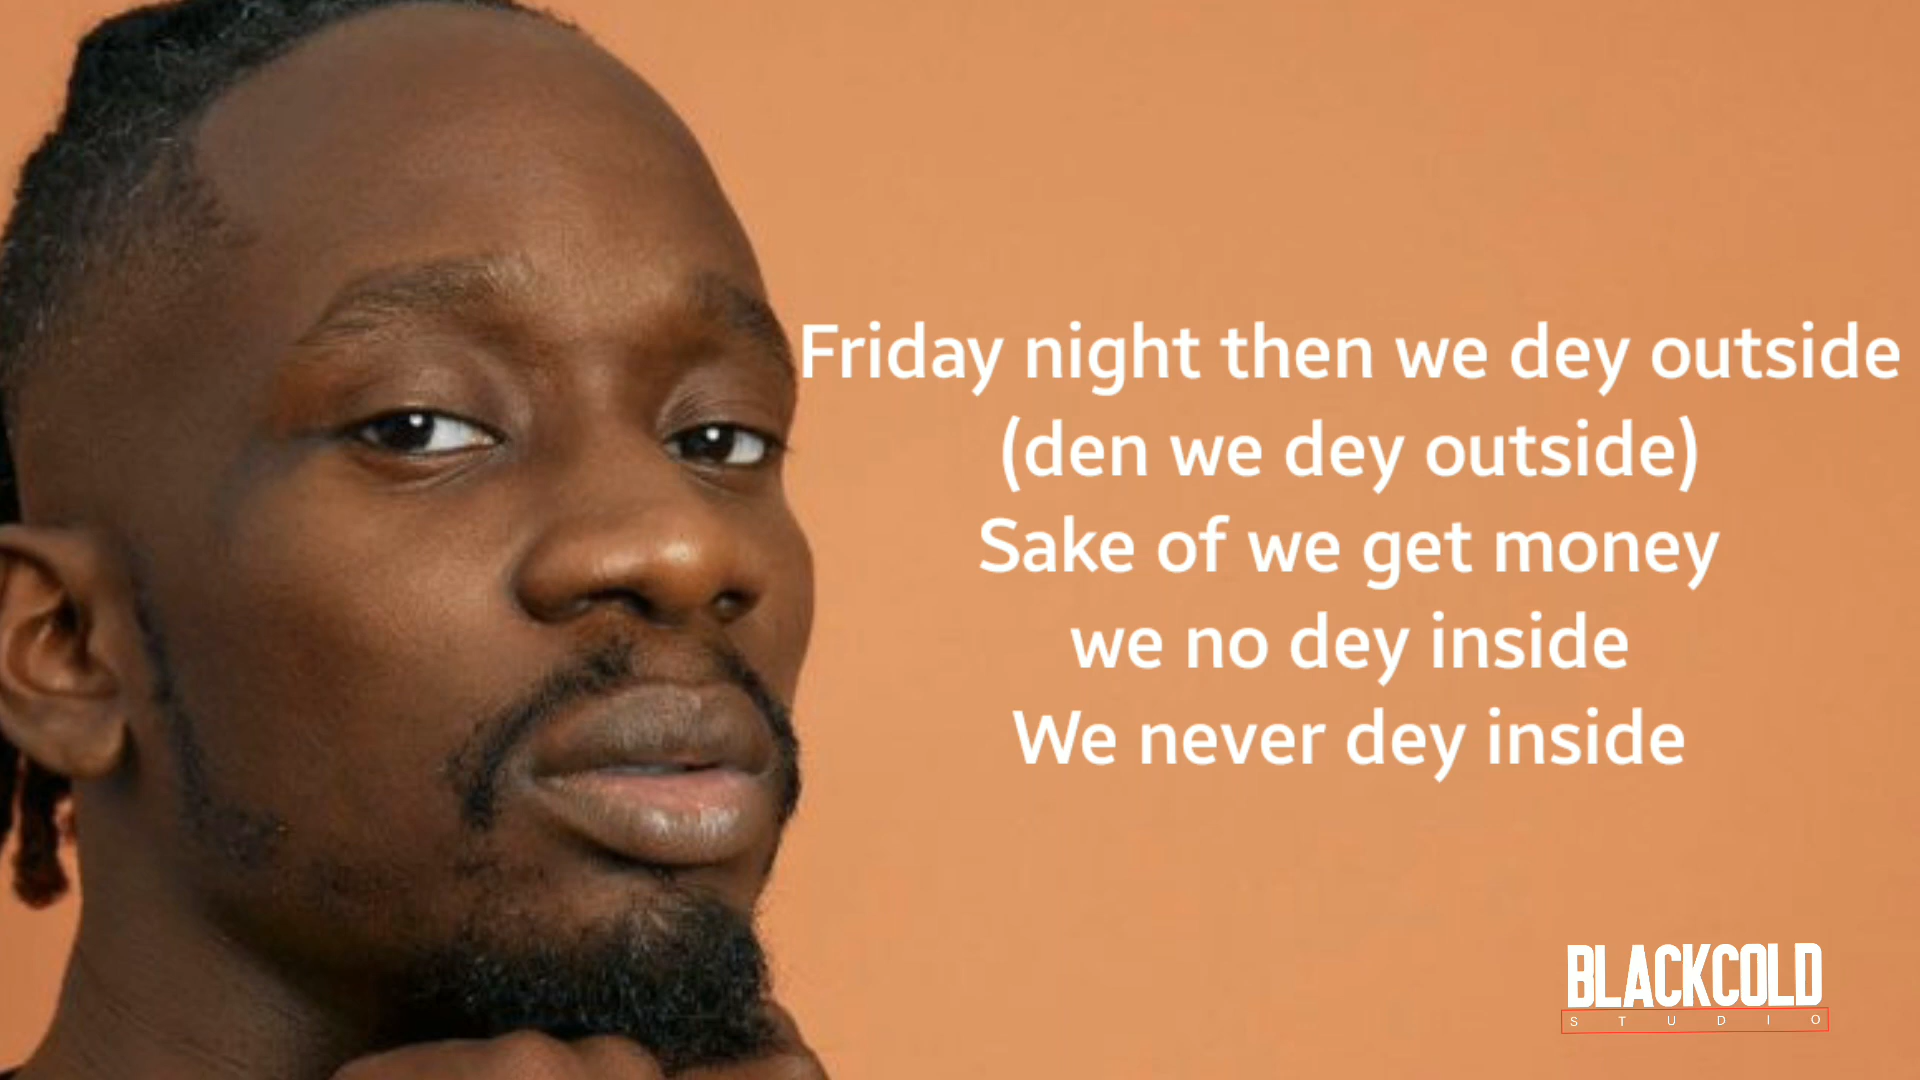 Friday night then we dey outside
(den we dey outside)
Sake of we get money
we no dey inside
We never dey inside
BLACKCOLD
STUDIO